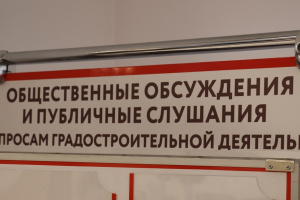 ОБЩЕСТВЕННЫЕ ОБСУЖДЕНИЯ
И ПУБЛИЧНЫЕ СЛУШАНИЯ
ПРОСАМ ГРАДОСТРОИТЕЛЬНОЙ ДЕЯТЕЛЬ